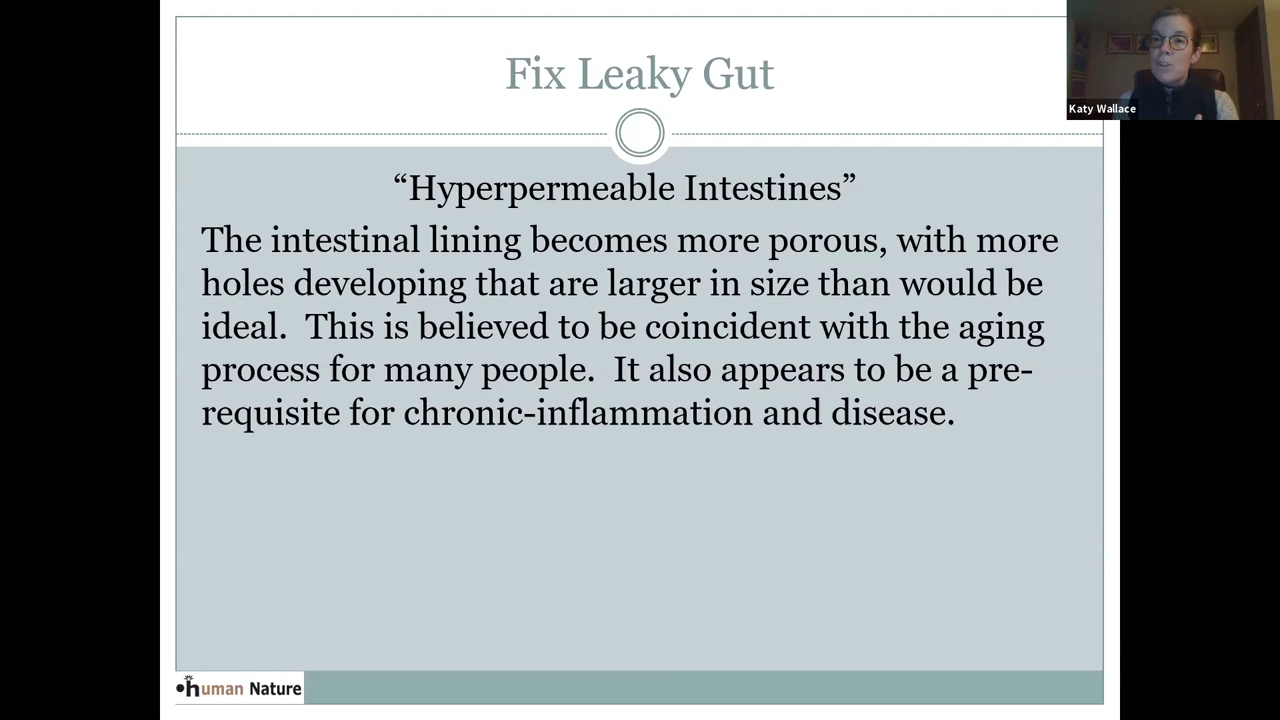 Fix Leaky Gut
Katy Wallace
“Hyperpermeable Intestines”
The intestinal lining becomes more porous, with more
holes developing that are larger in size than would be
ideal.  This is believed to be coincident with the aging
process for many people.  It also appears to be a pre-
requisite for chronic-inflammation and disease.
human Nature